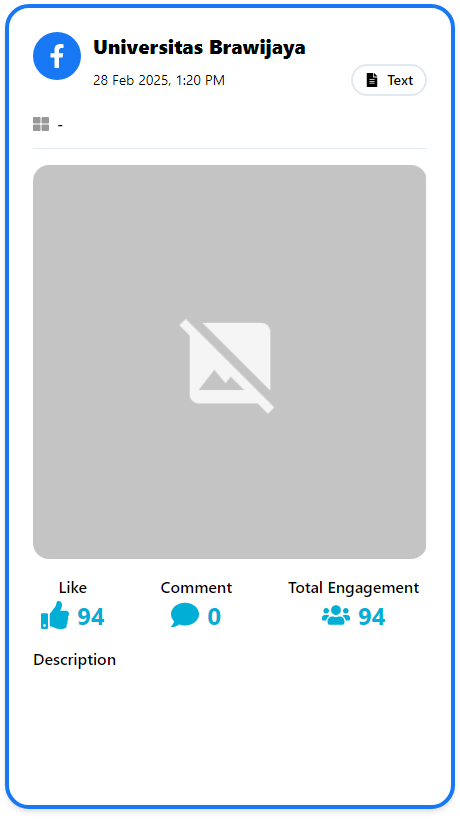 Universitas Brawijaya
28 Feb 2025, 1:20 PM
Text
-
Like Comment Total Engagement
94 0 94
Description